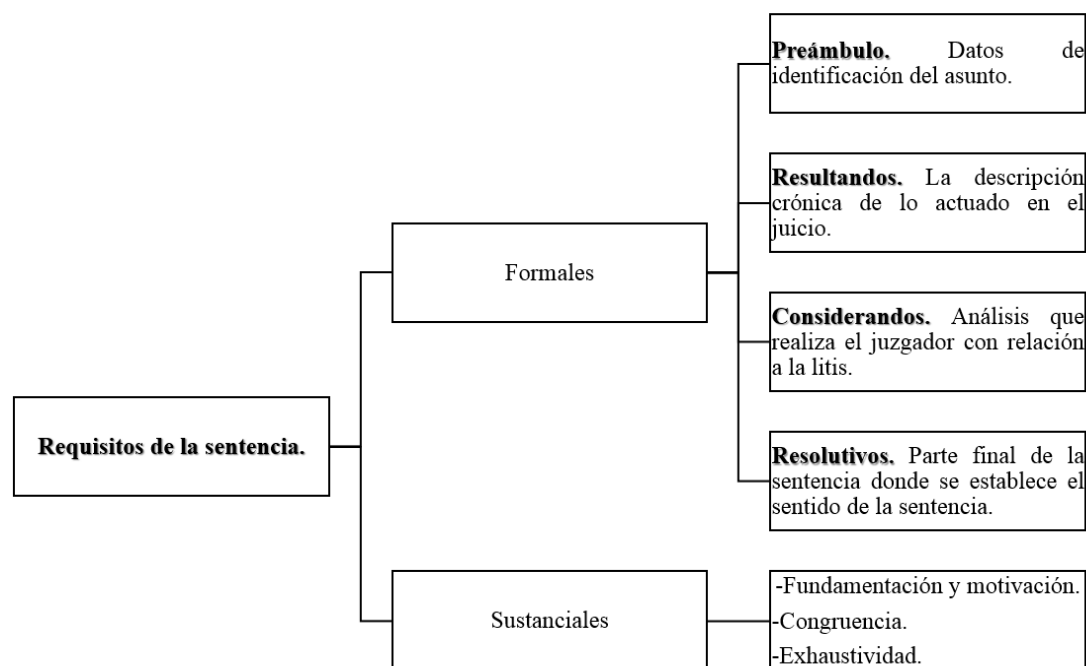 Requisitos de la sentencia.
Formales
Preámbulo. Datos de
identificación del asunto.
Resultandos. La descripción
crónica de lo actuado en el
juicio.
Considerandos. Análisis que
realiza el juzgador con relación
a la litis.
Resolutivos. Parte final de la
sentencia donde se establece el
sentido de la sentencia.
Sustanciales
-Fundamentación y motivación.
-Congruencia.
-Exhaustividad.